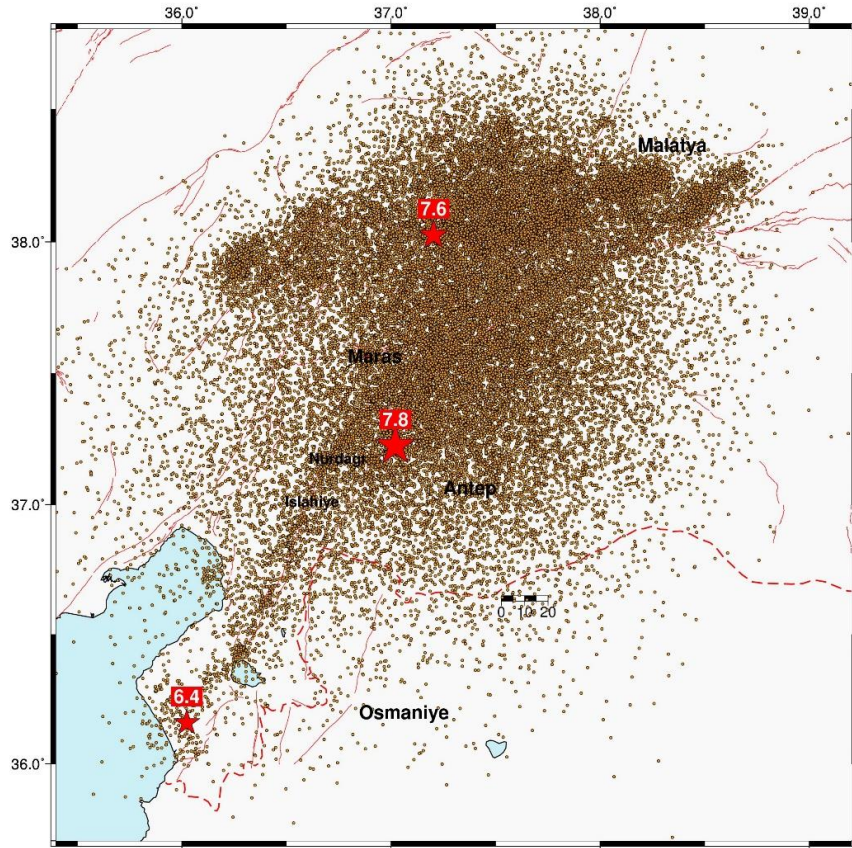 36.0°
37.0°
38.0°
39.0°
Malatya
7.6
38.0°
Maras
7.8
Nurdagi
Antep
Islahiye
37.0°
0 10 20
6.4
Osmaniye
36.0°